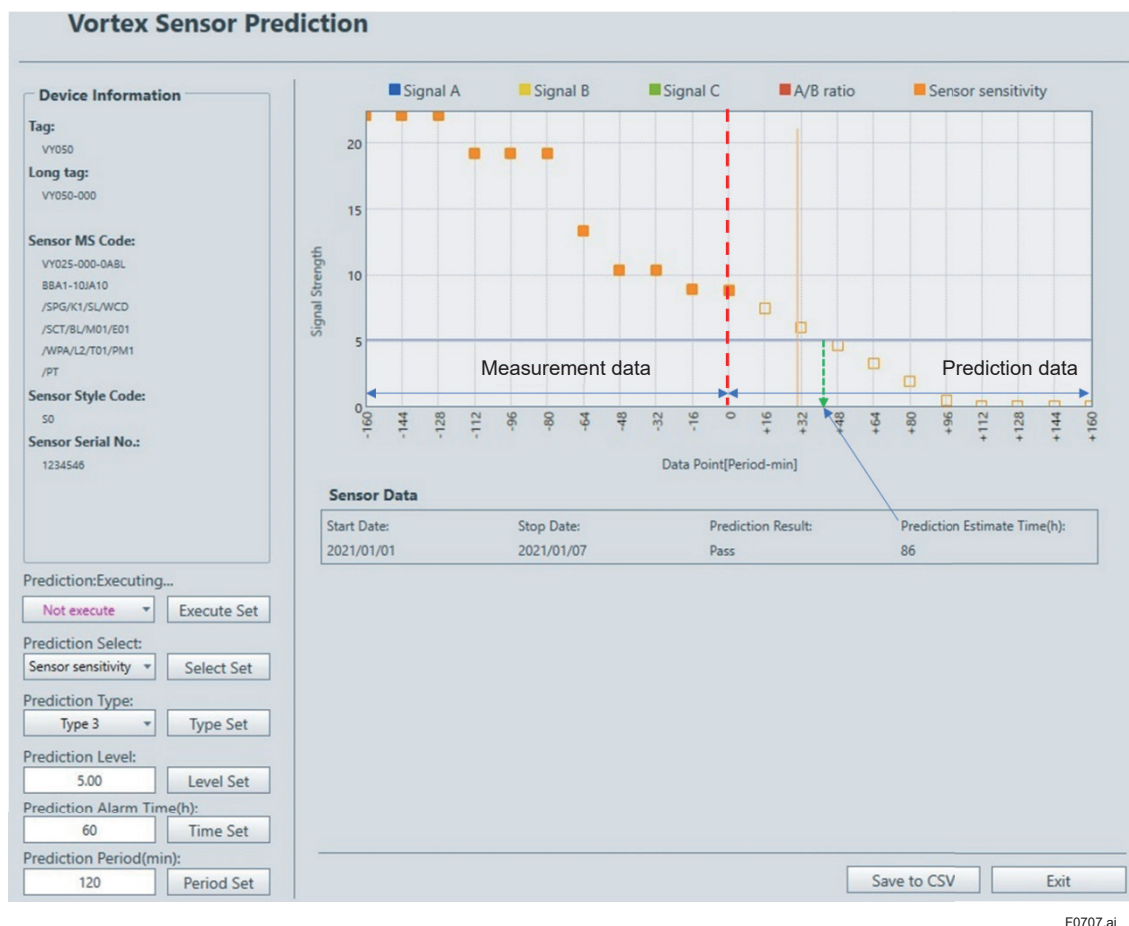 Vortex Sensor Prediction
Device Information
Tag:
VY050
Long tag:
VY050-000
Sensor MS Code:
VY025-000-0ABL
BBA1-10JA10
/SPG/K1/SL/WCD
/SCT/BL/M01/E01
/WPA/L2/T01/PM1
/PT
Sensor Style Code:
S0
Sensor Serial No.:
1234546
Prediction:Executing...
Not execute
Execute Set
Prediction Select:
Sensor sensitivity
Select Set
Prediction Type:
Type 3
Type Set
Prediction Level:
5.00
Level Set
Prediction Alarm Time(h):
60
Time Set
Prediction Period(min):
120
Period Set
Signal A
Signal B
Signal C
A/B ratio
Sensor sensitivity
Signal Strength
20
15
10
5
0
Measurement data
Prediction data
-160
-144
-128
-112
-96
-80
-64
-48
-32
-16
0
+16
+32
+48
+64
+80
+96
+112
+128
+144
+160
Data Point[Period-min]
Sensor Data
Start Date:
Stop Date:
Prediction Result:
Prediction Estimate Time(h):
2021/01/01
2021/01/07
Pass
86
Save to CSV
Exit
F0707.ai